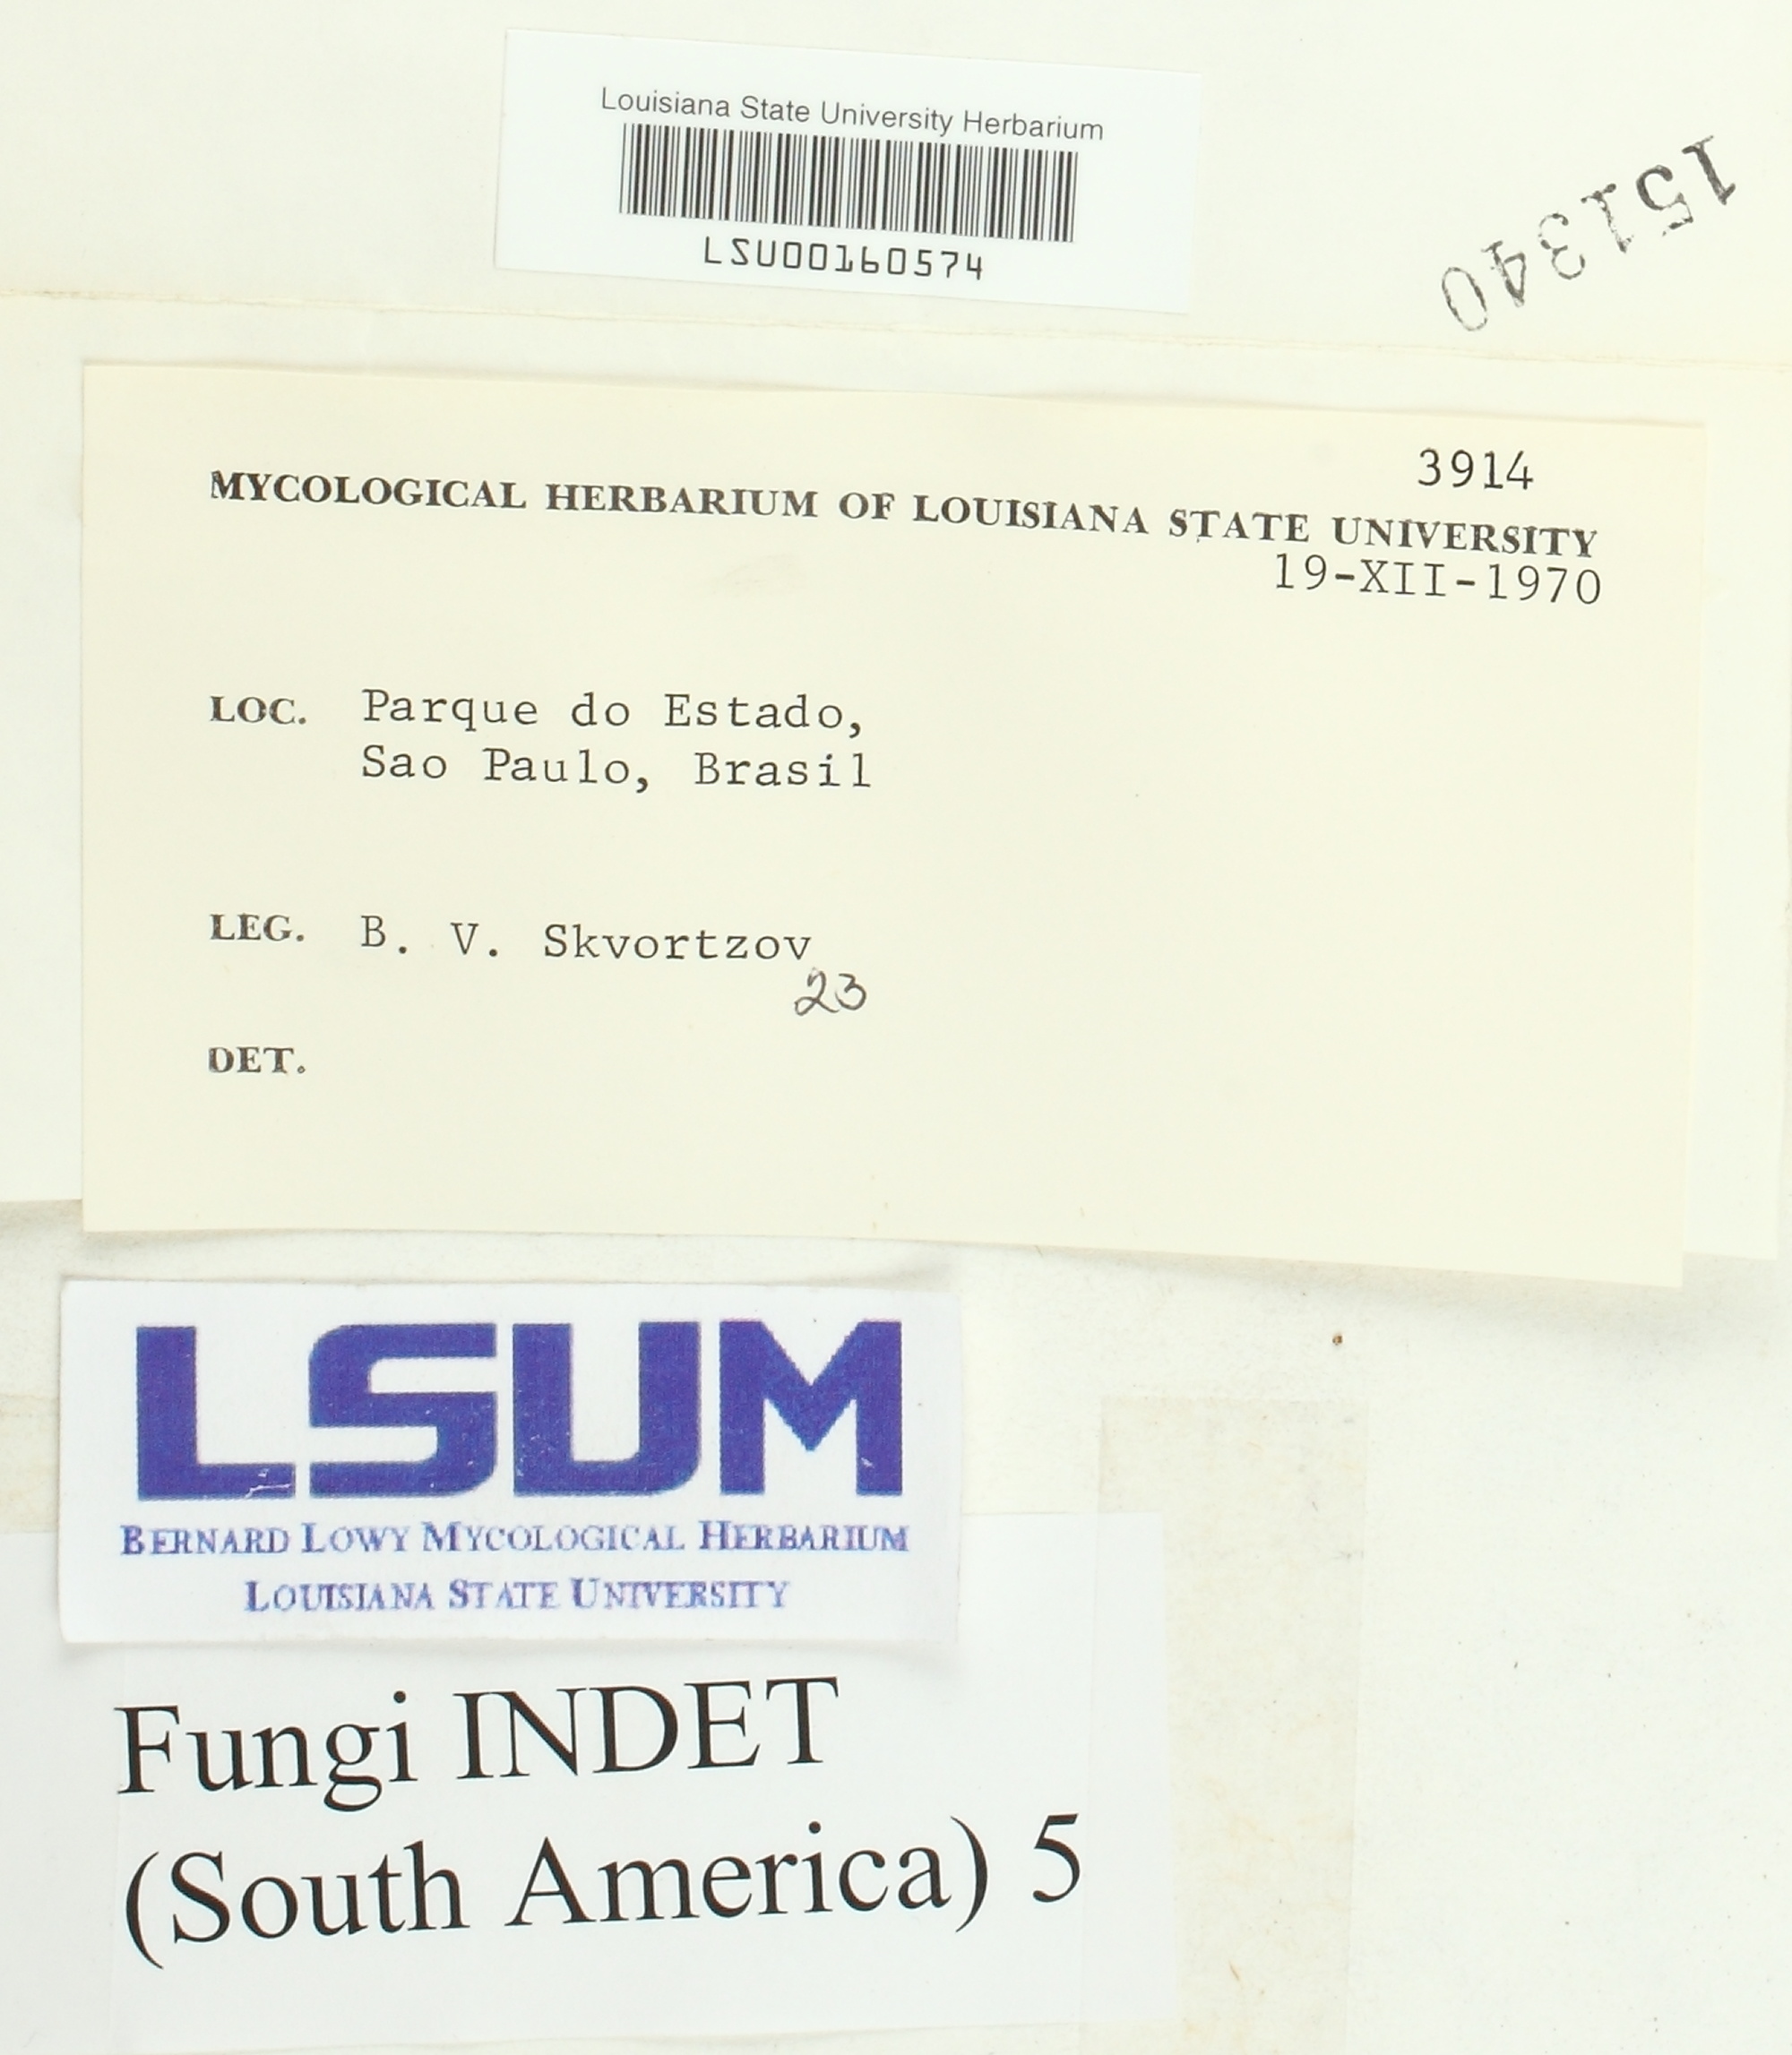 Louisiana State University Herbarium
LSU00160574
151340
3914
MYCOLOGICAL HERBARIUM OF LOUISIANA STATE UNIVERSITY
19-XII-1970
LOC. Parque do Estado,
Sao Paulo, Brasil
LEG. B. V. Skvortzov
23
DET.
LSUM
BERNARD LOWY MYCOLOGICAL HERBARIUM
LOUISIANA STATE UNIVERSITY
Fungi INDET
(South America) 5